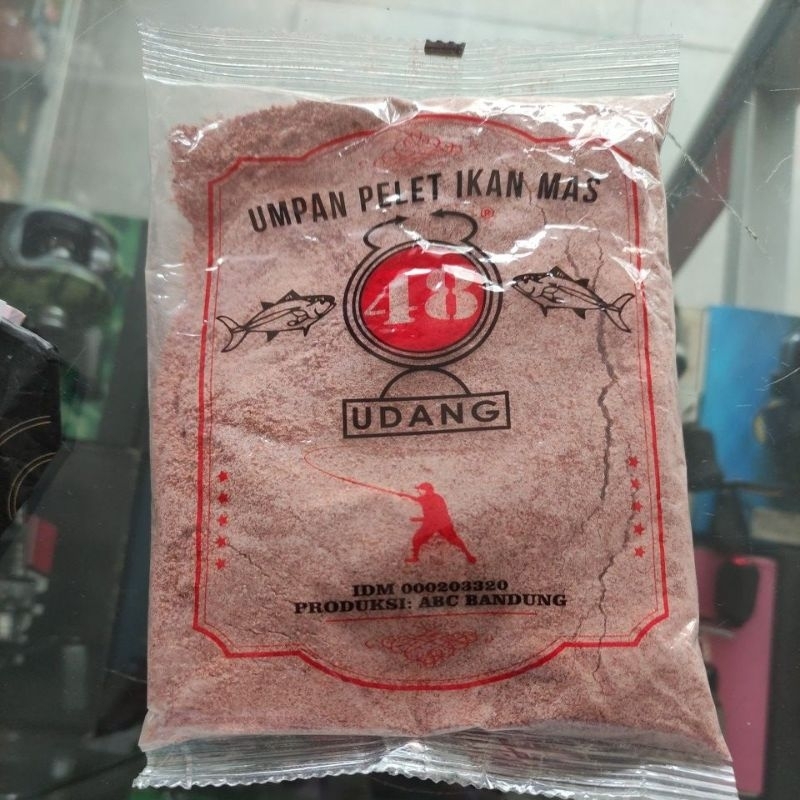 UMPAN PELET IKAN MAS
48
UDANG
IDM 000203320
PRODUKSI: ABC BANDUNG